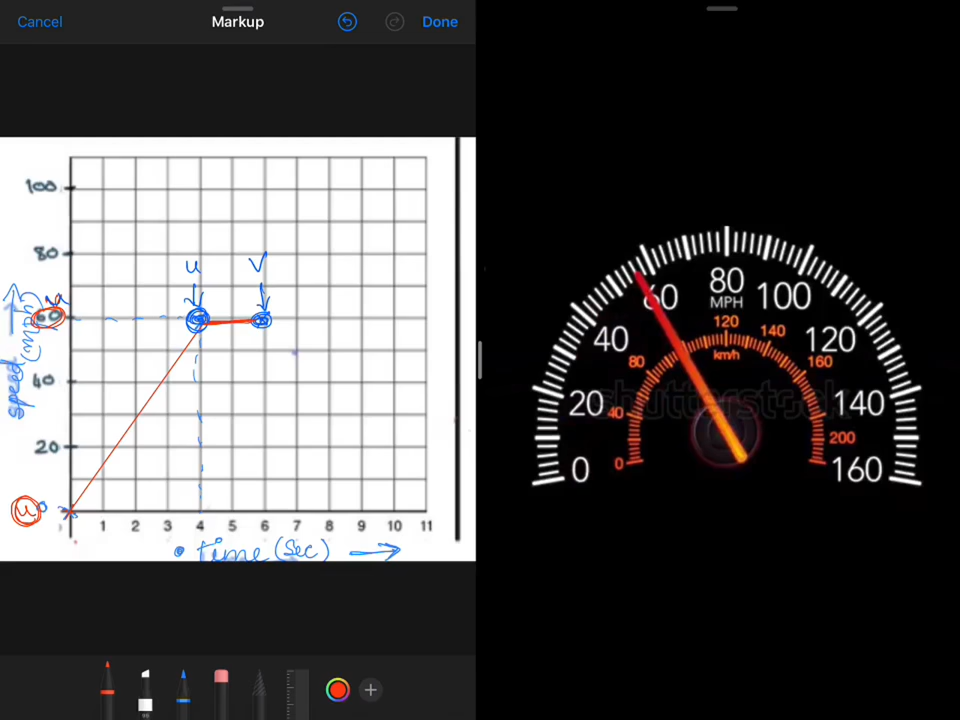 Cancel
Markup
Done
100
80
u
V
60
speed (mph)
40
20
u
0
1 2 3 4 5 6 7 8 9 10 11
time (sec)
80
MPH
60
100
120
140
40
80
km/h
160
120
20
40
shutterstock
140
200
0
0
160